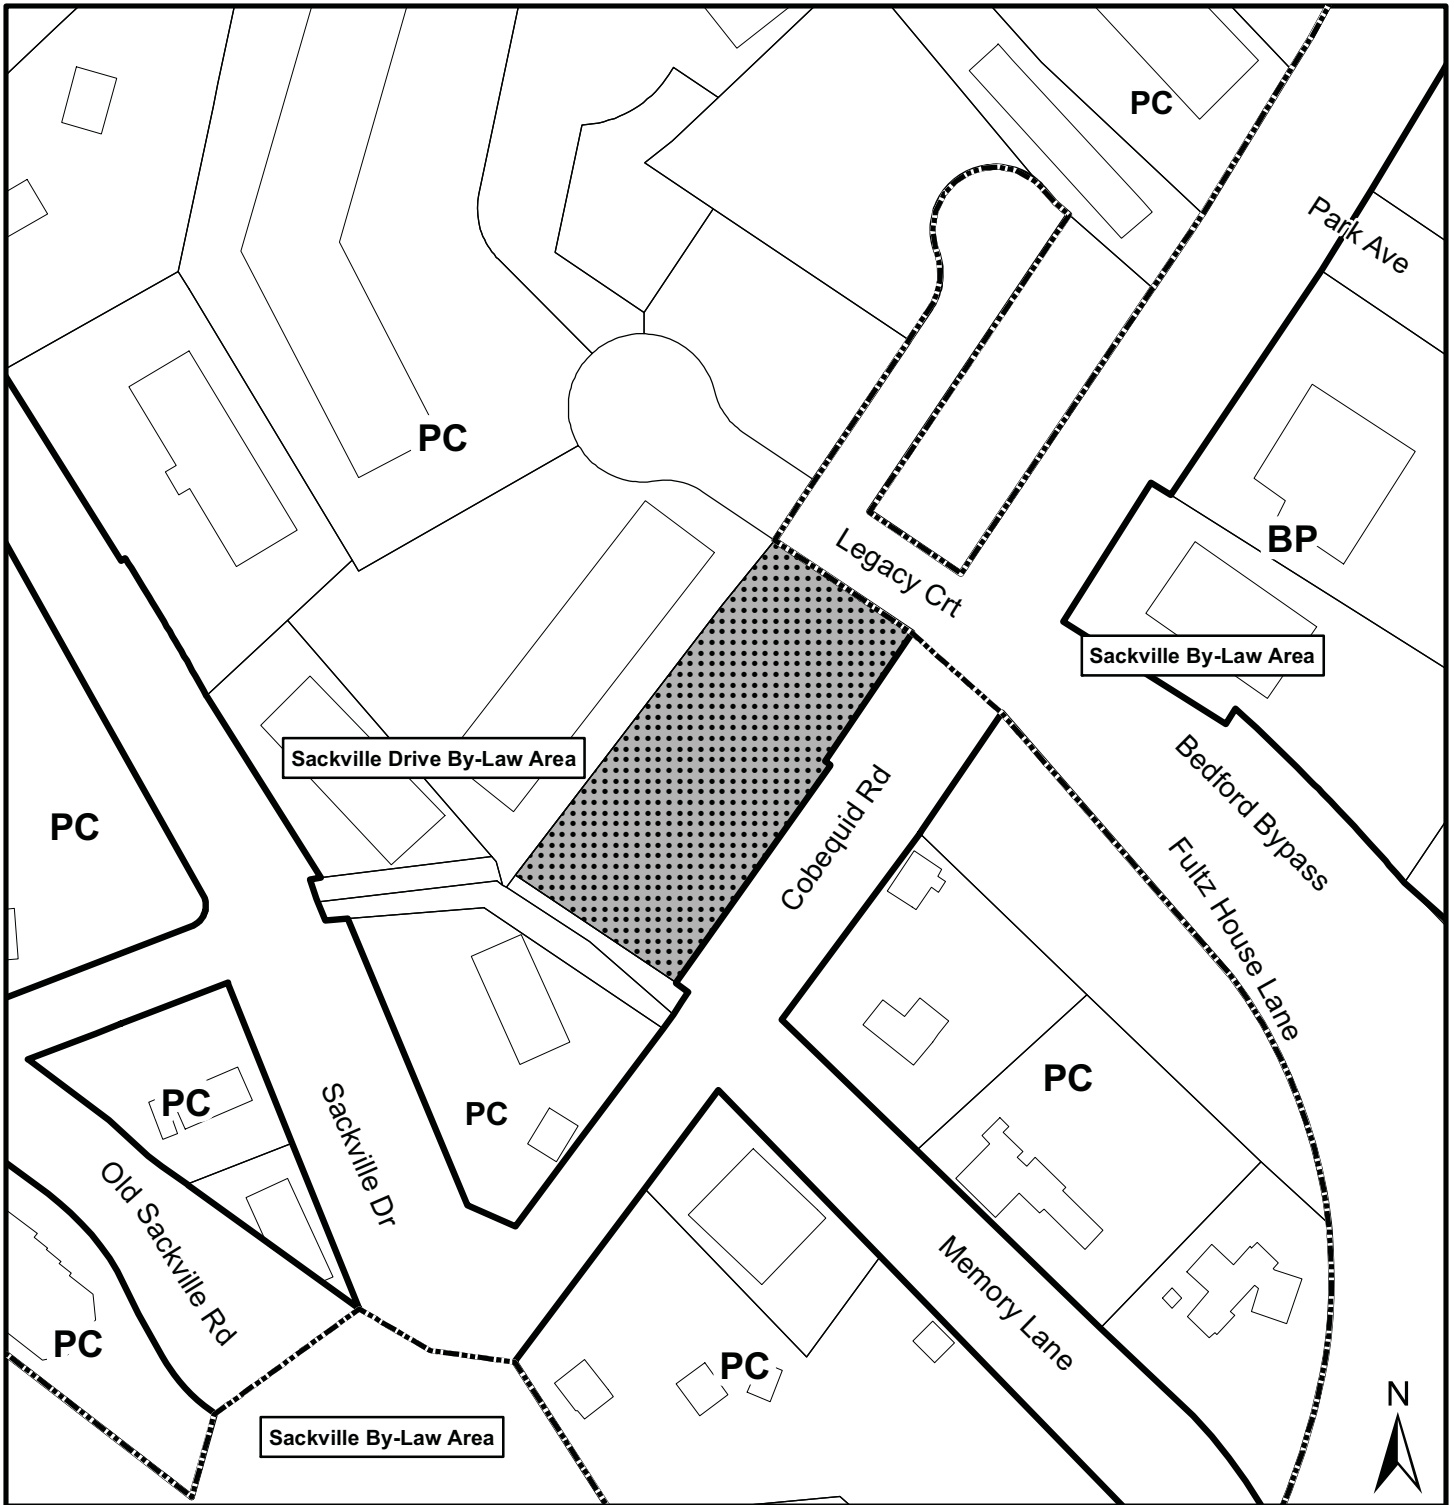 PC
Park Ave
PC
BP
Legacy Crt
Sackville By-Law Area
Sackville Drive By-Law Area
Bedford Bypass
PC
Cobequid Rd
Fultz House Lane
PC
PC
PC
Sackville Dr
Old Sackville Rd
Memory Lane
PC
PC
N
Sackville By-Law Area